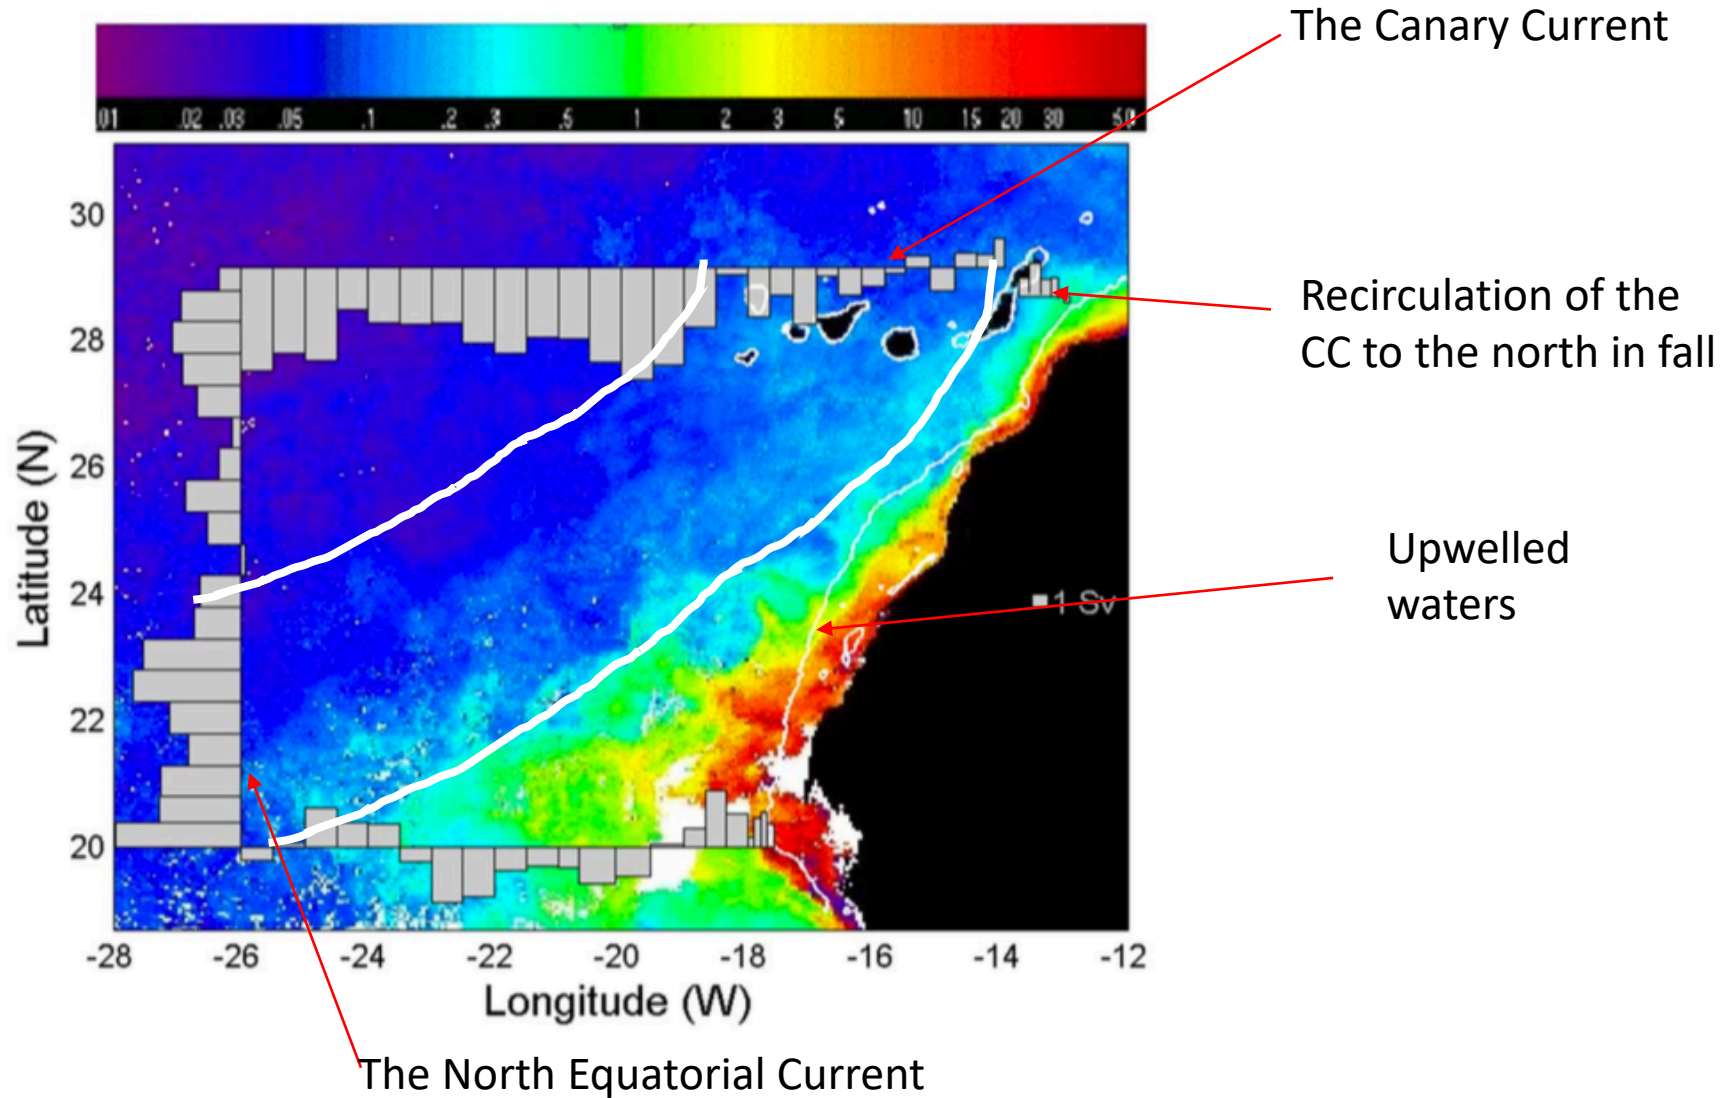 The Canary Current
.01 .02 .03 .05 .1 .2 .3 .5 1 2 3 5 10 15 20 30 50
30
28
26
24
22
20
Latitude (N)
Recirculation of the
CC to the north in fall
Upwelled
waters
1 Sv
-28 -26 -24 -22 -20 -18 -16 -14 -12
Longitude (W)
The North Equatorial Current